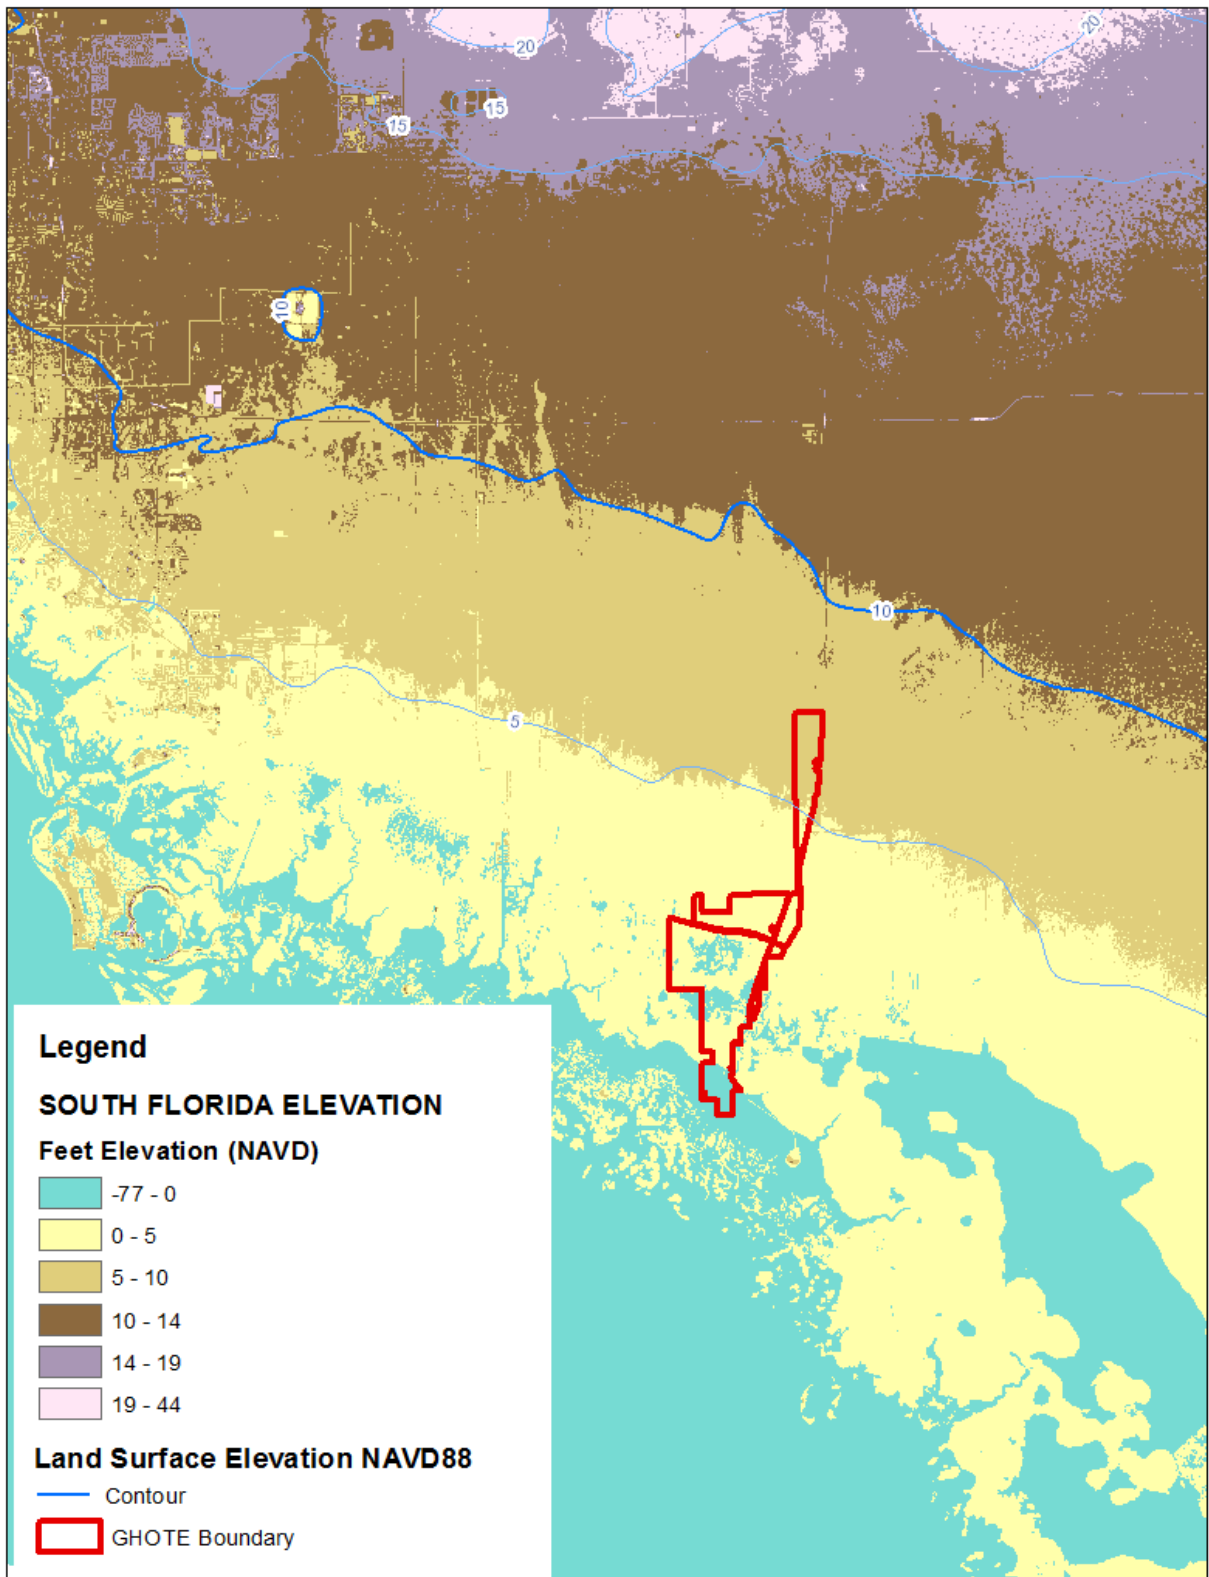 20
20
15
15
10
10
5
Legend
SOUTH FLORIDA ELEVATION
Feet Elevation (NAVD)
-77 - 0
0 - 5
5 - 10
10 - 14
14 - 19
19 - 44
Land Surface Elevation NAVD88
Contour
GHOTE Boundary